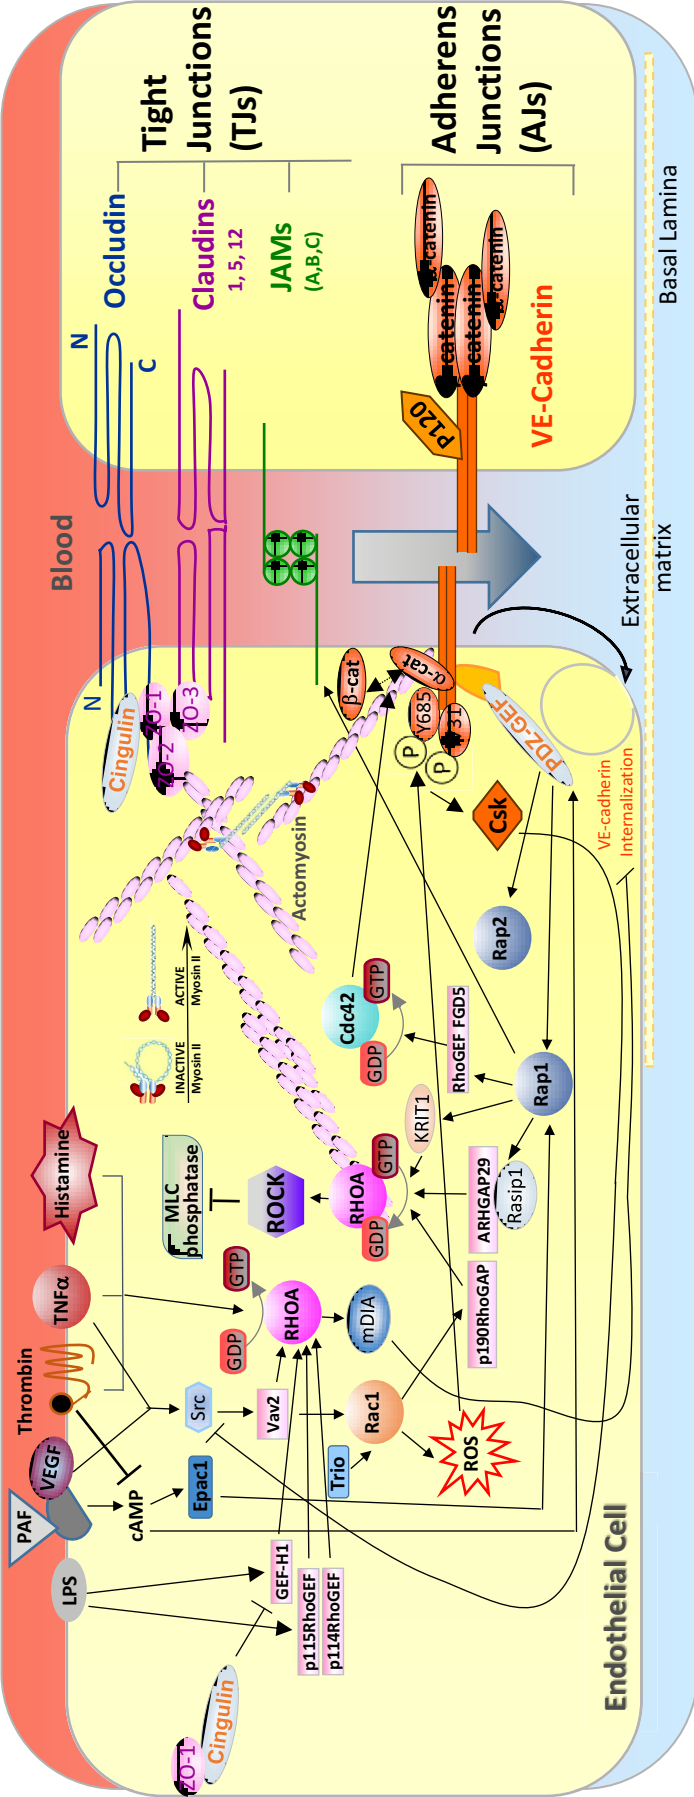 Blood
Extracellular
matrix
Basal Lamina
Endothelial Cell
Tight
Junctions
(TJs)
Adherens
Junctions
(AJs)
Occludin
Claudins
1, 5, 12
JAMs
(A,B,C)
N
C
N
VE-Cadherin
P120
catenin
catenin
α-catenin
-catenin
β-cat
α-cat
Y685
31
P
P
Csk
PDZ-GEF
VE-cadherin
Internalization
Cingulin
ZO-1
ZO-2
ZO-3
Actomyosin
INACTIVE
Myosin II
ACTIVE
Myosin II
Histamine
TNFα
Thrombin
VEGF
PAF
LPS
cAMP
Epac1
Src
Vav2
Trio
Rac1
ROS
GDP
GTP
RHOA
mDIA
MLC
phosphatase
ROCK
RHOA
GDP
GTP
KRIT1
Cdc42
GDP
GTP
RhoGEF FGD5
Rap2
Rap1
ARHGAP29
Rasip1
p190RhoGAP
GEF-H1
p115RhoGEF
p114RhoGEF
ZO-1
Cingulin